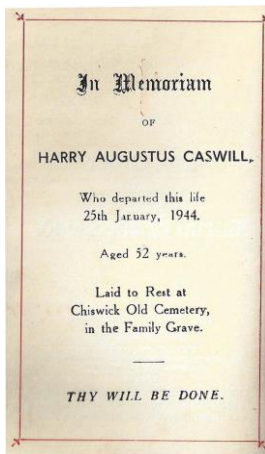 In Memoriam
OF
HARRY AUGUSTUS CASWILL,
Who departed this life
25th January, 1944.
Aged 52 years.
Laid to Rest at
Chiswick Old Cemetery,
in the Family Grave.
THY WILL BE DONE.